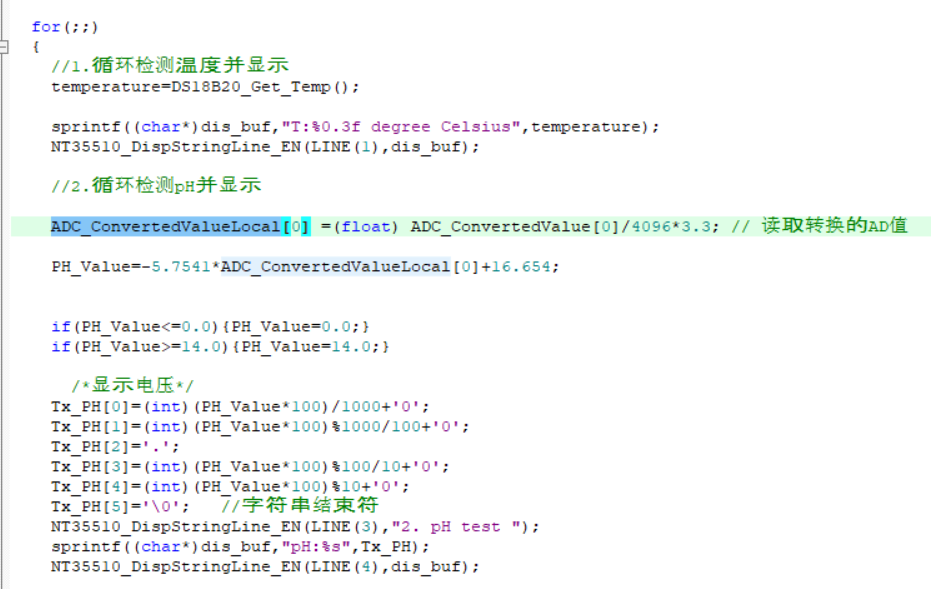 for(;;)
{
//1.循环检测温度并显示
temperature=DS18B20_Get_Temp();
sprintf((char*)dis_buf,"T:%0.3f degree Celsius",temperature);
NT35510_DispStringLine_EN(LINE(1),dis_buf);
//2.循环检测pH并显示
ADC_ConvertedValueLocal[0] =(float) ADC_ConvertedValue[0]/4096*3.3; // 读取转换的AD值
PH_Value=-5.7541*ADC_ConvertedValueLocal[0]+16.654;
if(PH_Value<=0.0){PH_Value=0.0;}
if(PH_Value>=14.0){PH_Value=14.0;}
/*显示电压*/
Tx_PH[0]=(int)(PH_Value*100)/1000+'0';
Tx_PH[1]=(int)(PH_Value*100)%1000/100+'0';
Tx_PH[2]='.';
Tx_PH[3]=(int)(PH_Value*100)%100/10+'0';
Tx_PH[4]=(int)(PH_Value*100)%10+'0';
Tx_PH[5]='\0'; //字符串结束符
NT35510_DispStringLine_EN(LINE(3),"2. pH test ");
sprintf((char*)dis_buf,"pH:%s",Tx_PH);
NT35510_DispStringLine_EN(LINE(4),dis_buf);